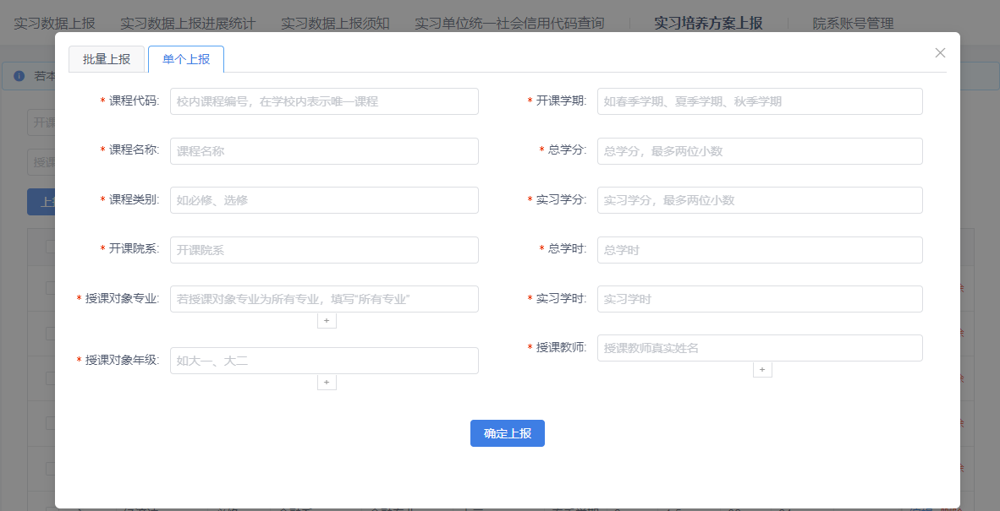 实习数据上报 实习数据上报进展统计 实习数据上报须知 实习单位统一社会信用代码查询 实习培养方案上报 院系账号管理
批量上报 单个上报
若本
* 课程代码: 校内课程编号，在学校内表示唯一课程 * 开课学期: 如春季学期、夏季学期、秋季学期
开课
* 课程名称: 课程名称 * 总学分: 总学分，最多两位小数
授课
* 课程类别: 如必修、选修 * 实习学分: 实习学分，最多两位小数
上报
* 开课院系: 开课院系 * 总学时: 总学时
* 授课对象专业: 若授课对象专业为所有专业，填写“所有专业” * 实习学时: 实习学时
+
* 授课对象年级: 如大一、大二 * 授课教师: 授课教师真实姓名
+ +
确定上报